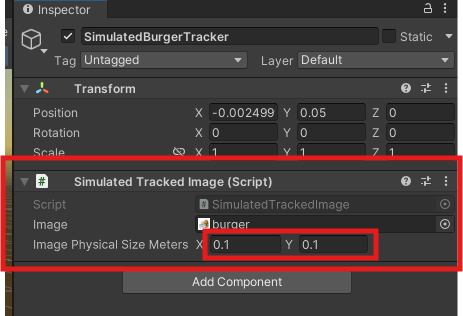 Inspector
SimulatedBurgerTracker Static
Tag Untagged Layer Default
Transform
Position X -0.002499 Y 0.05 Z 0
Rotation X 0 Y 0 Z 0
Scale X 1 Y 1 Z 1
# Simulated Tracked Image (Script)
Script # SimulatedTrackedImage
Image burger
Image Physical Size Meters X 0.1 Y 0.1
Add Component